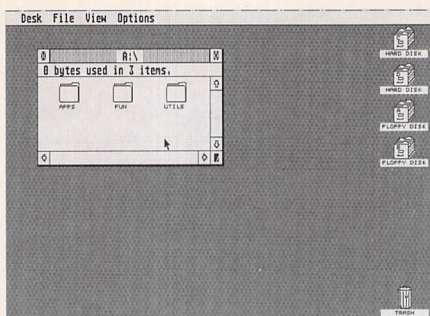 Desk File View Options
A:\
0 bytes used in 3 items.
APPS FUN UTILS
HARD DISK
HARD DISK
FLOPPY DISK
FLOPPY DISK
TRASH